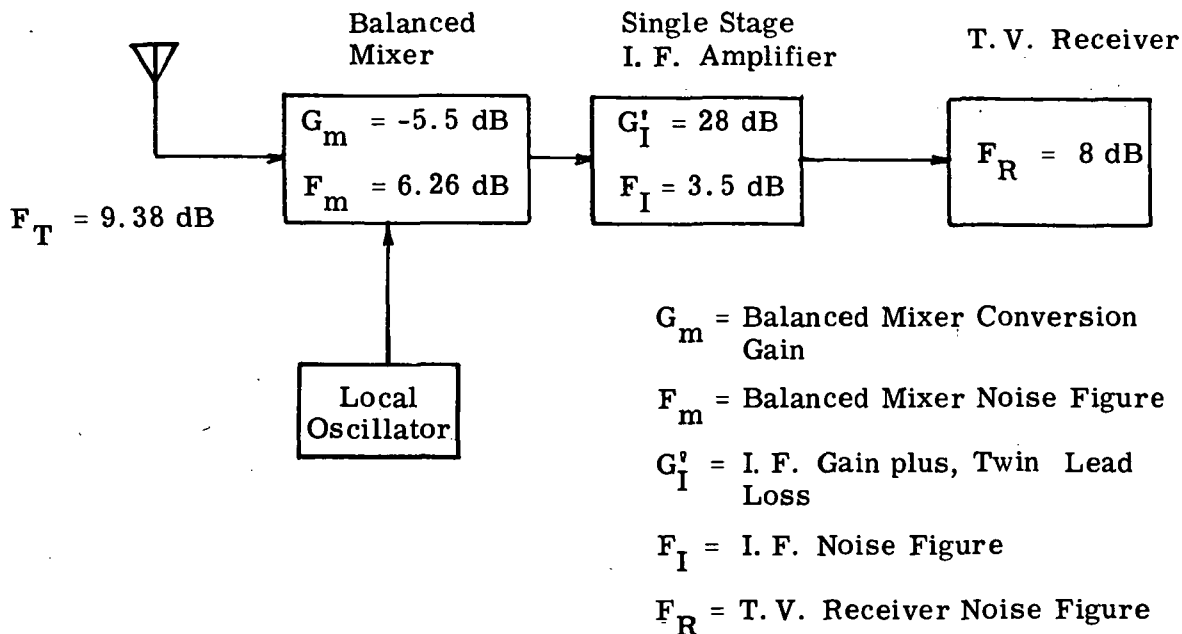 Balanced
Mixer
Single Stage
I. F. Amplifier
T. V. Receiver
G_m = -5.5 dB
F_m = 6.26 dB
G'_I = 28 dB
F_I = 3.5 dB
F_R = 8 dB
F_T = 9.38 dB
Local
Oscillator
G_m = Balanced Mixer Conversion
Gain
F_m = Balanced Mixer Noise Figure
G'_I = I. F. Gain plus, Twin Lead
Loss
F_I = I. F. Noise Figure
F_R = T. V. Receiver Noise Figure